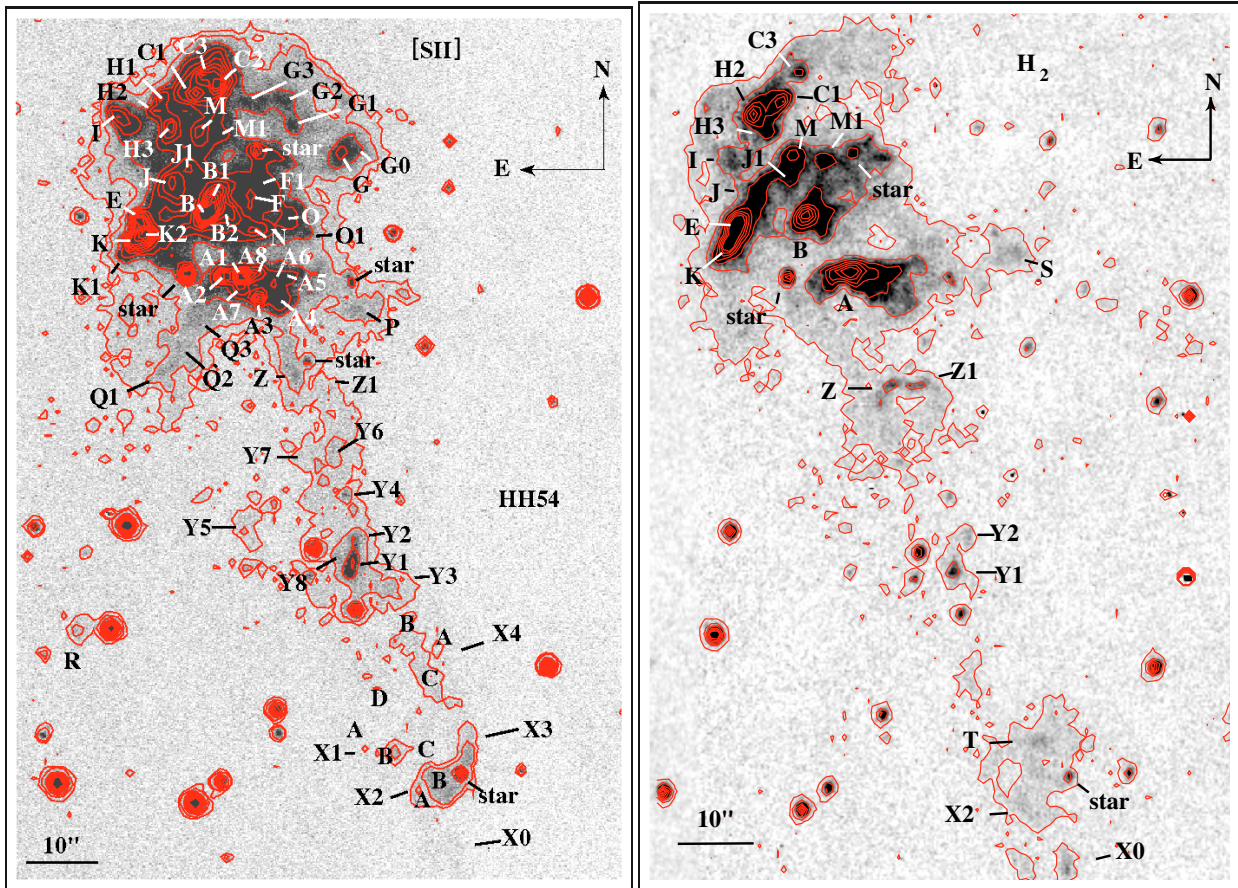 [SII]
N
E
C3
C1
C2
H1
H2
G3
G2
G1
M
I
M1
H3
J1
star
G0
G
J
B1
F1
E
B
F
O
K
K2
B2
N
O1
K1
A1
A8
A6
A5
star
star
A2
A7
A3
A4
P
Q3
star
Q1
Q2
Z
Z1
Y6
Y7
Y4
HH54
Y5
Y2
Y1
Y8
Y3
B
A
X4
R
C
D
A
X3
X1
B
C
X2
A
B
star
X0
10"
C3
H2
N
H2
C1
M
M1
H3
I
J1
E
J
star
E
B
S
K
A
star
Z1
Z
Y2
Y1
T
star
X2
10"
X0